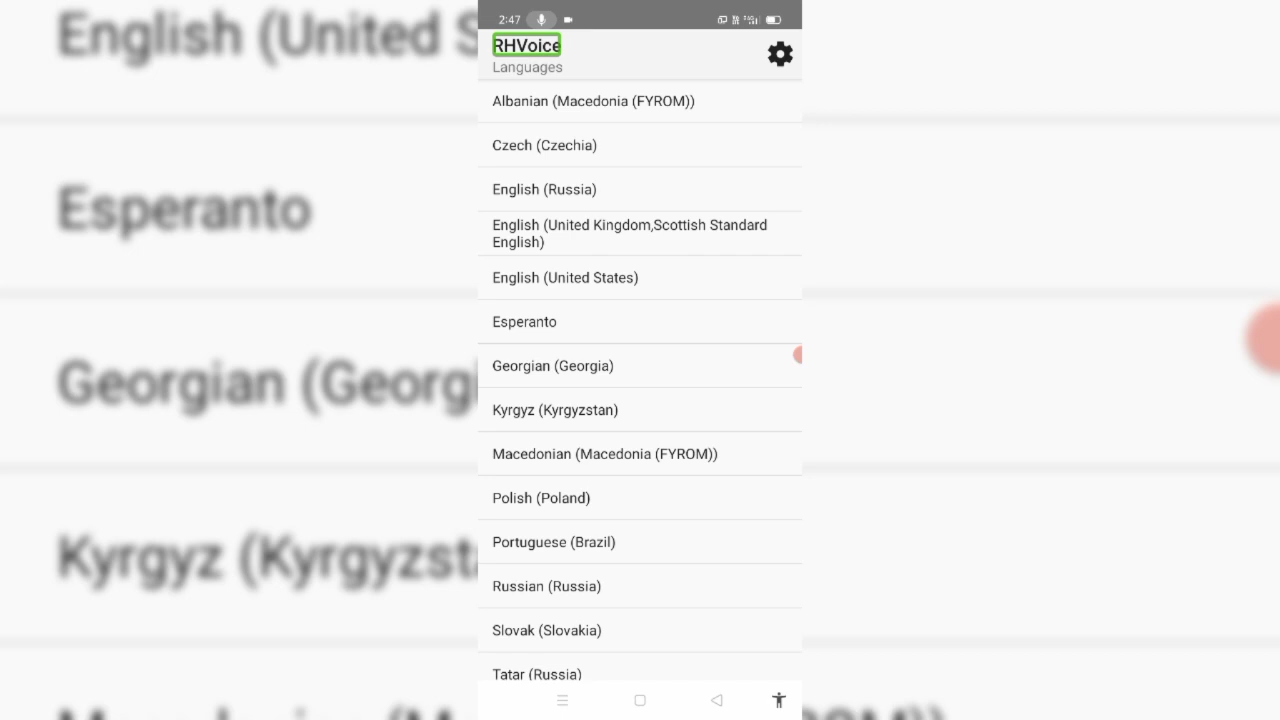 2:47
RHVoice
Languages
Albanian (Macedonia (FYROM))
Czech (Czechia)
English (Russia)
English (United Kingdom,Scottish Standard
English)
English (United States)
Esperanto
Georgian (Georgia)
Kyrgyz (Kyrgyzstan)
Macedonian (Macedonia (FYROM))
Polish (Poland)
Portuguese (Brazil)
Russian (Russia)
Slovak (Slovakia)
Tatar (Russia)
English (United S
Esperanto
Georgian (Georgi
Kyrgyz (Kyrgyzst